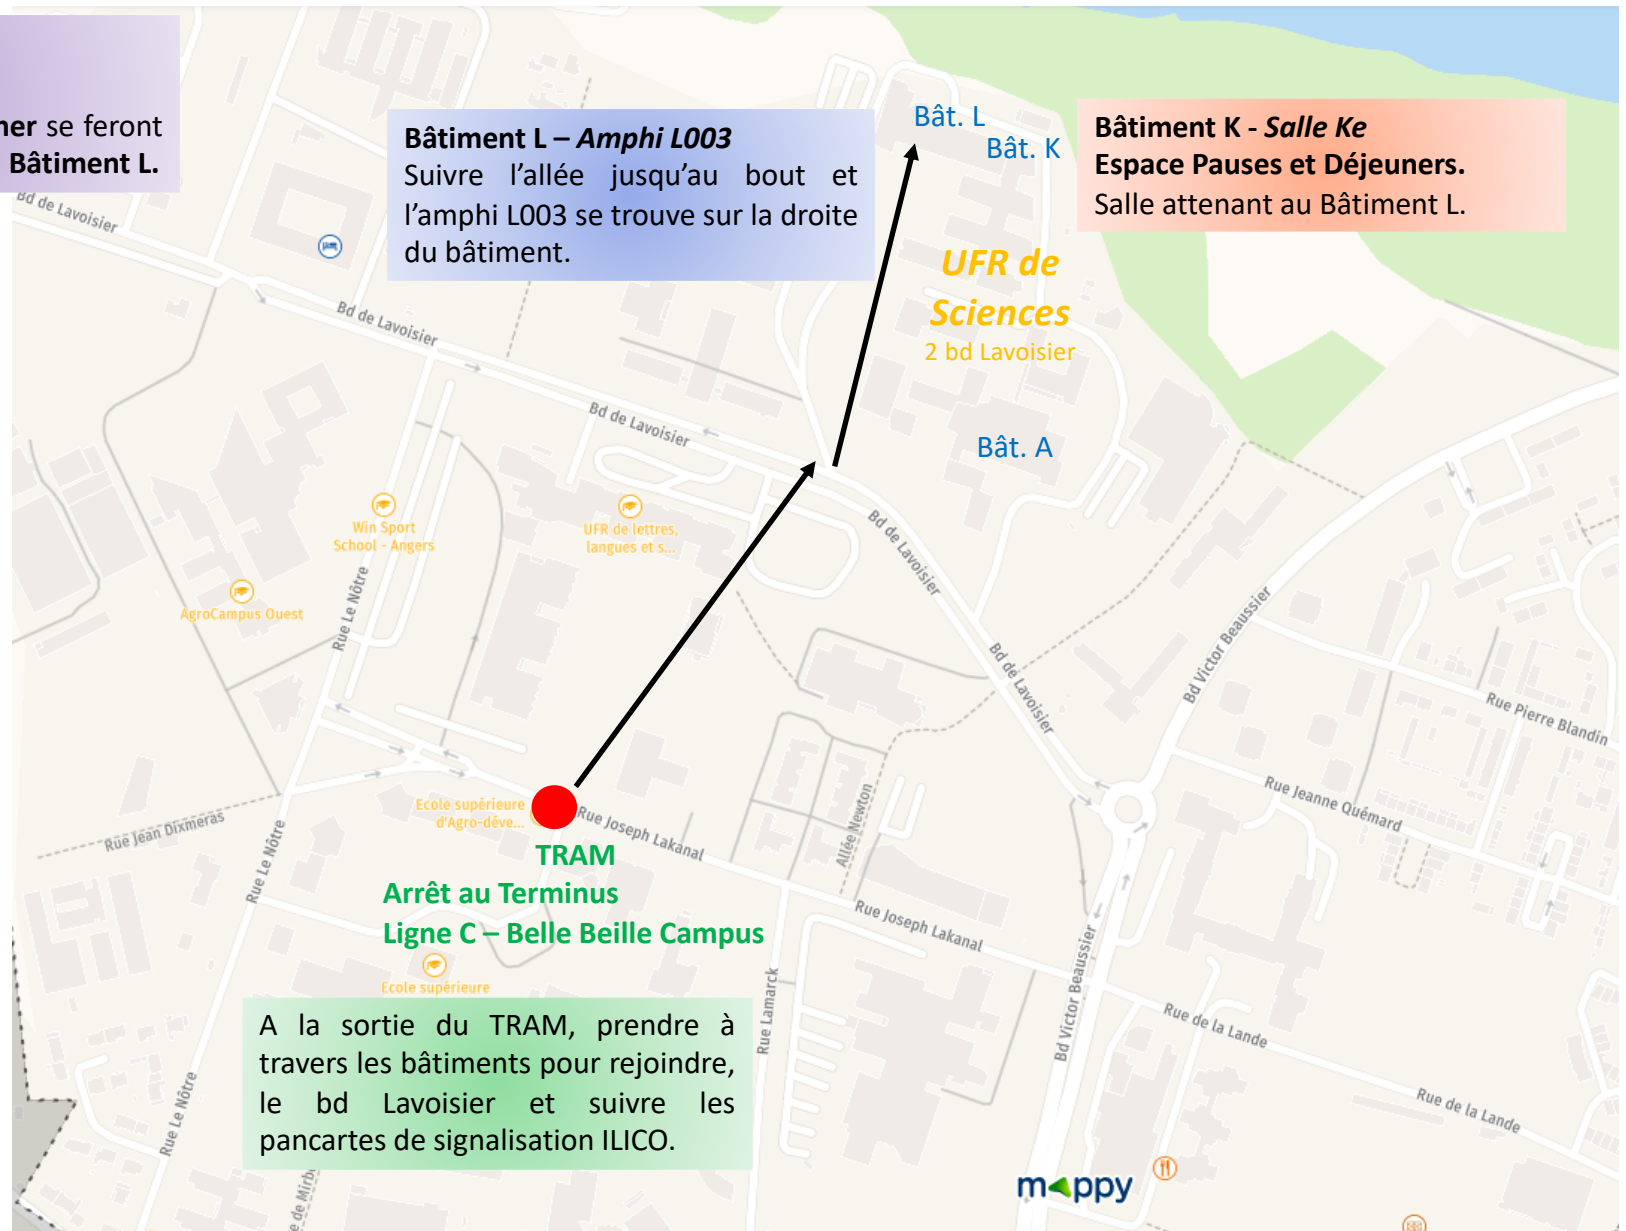 ner se feront
Bâtiment L.
Bâtiment L – Amphi L003
Suivre l’allée jusqu’au bout et
l’amphi L003 se trouve sur la droite
du bâtiment.
Bât. L
Bât. K
Bâtiment K - Salle Ke
Espace Pauses et Déjeuners.
Salle attenant au Bâtiment L.
UFR de
Sciences
2 bd Lavoisier
Bât. A
Bd de Lavoisier
Bd de Lavoisier
Bd de Lavoisier
Bd de Lavoisier
Bd de Lavoisier
Win Sport
School - Angers
UFR de lettres,
langues et s...
AgroCampus Ouest
Rue Le Nôtre
Bd Victor Beaussier
Rue Pierre Blandin
Rue Jeanne Quémard
Ecole supérieure
d'Agro-déve...
Rue Joseph Lakanal
Allée Newton
Rue Jean Dixmeras
Rue Le Nôtre
TRAM
Arrêt au Terminus
Ligne C – Belle Beille Campus
Rue Joseph Lakanal
Ecole supérieure
Rue Lamarck
Bd Victor Beaussier
Rue de la Lande
A la sortie du TRAM, prendre à
travers les bâtiments pour rejoindre,
le bd Lavoisier et suivre les
pancartes de signalisation ILICO.
Rue Le Nôtre
Rue de la Lande
e de Mirb
mappy